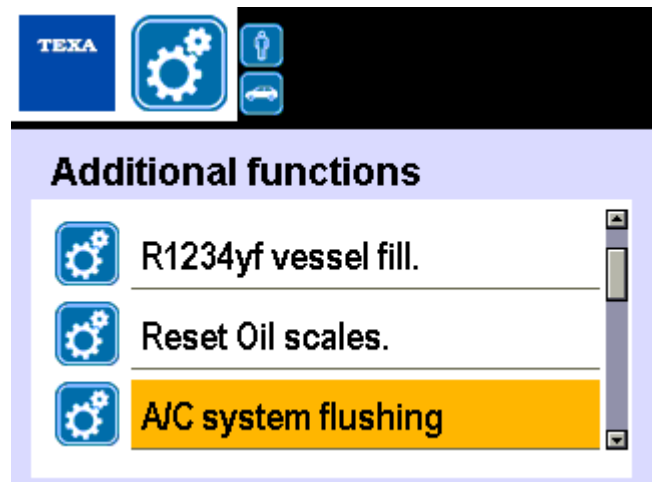 TEXA
Additional functions
R1234yf vessel fill.
Reset Oil scales.
A/C system flushing